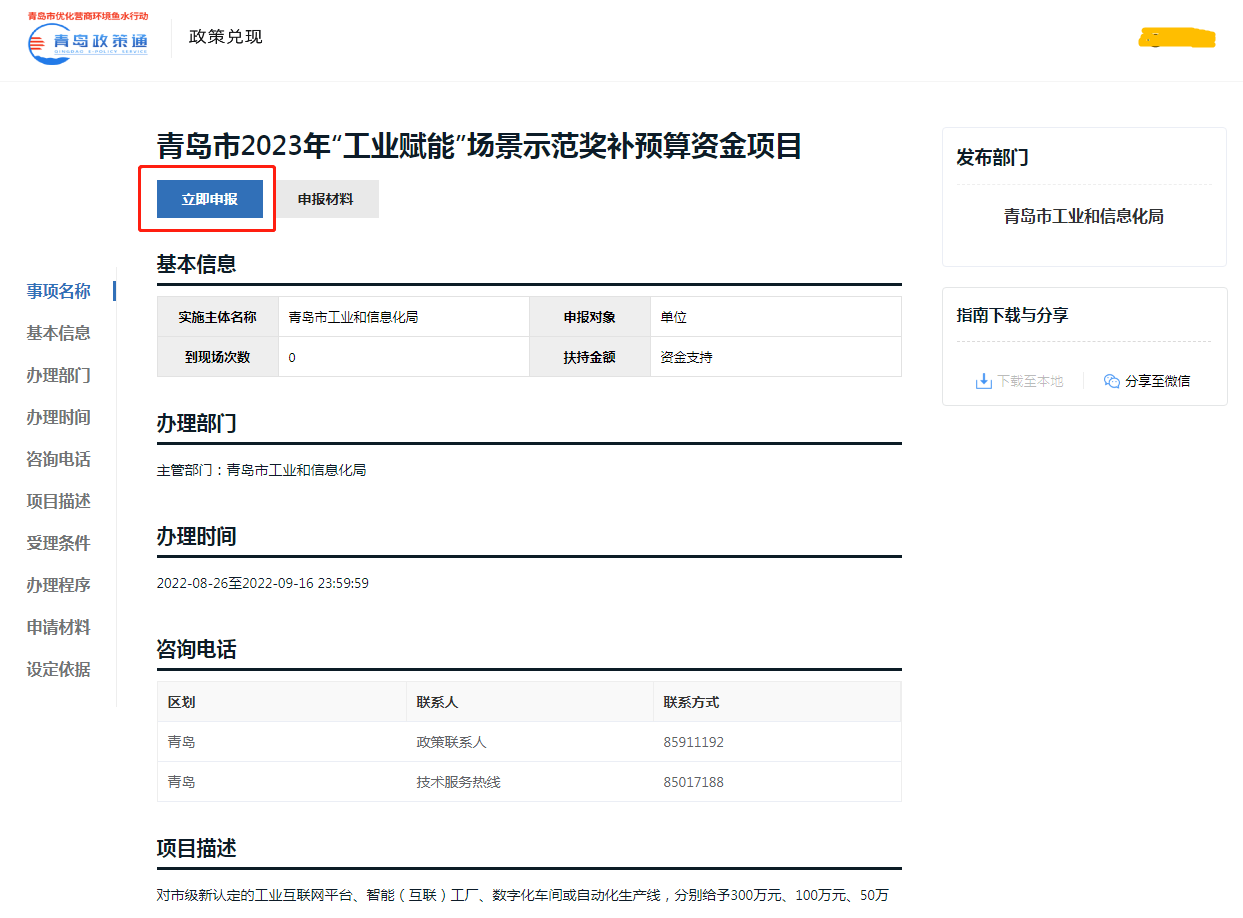 青岛市优化营商环境鱼水行动
青岛政策通
QINGDAO E-POLICY SERVICE
政策兑现
青岛市2023年“工业赋能”场景示范奖补预算资金项目
立即申报 申报材料
基本信息
实施主体名称 青岛市工业和信息化局 申报对象 单位
到现场次数 0 扶持金额 资金支持
办理部门
主管部门：青岛市工业和信息化局
办理时间
2022-08-26至2022-09-16 23:59:59
咨询电话
区划 联系人 联系方式
青岛 政策联系人 85911192
青岛 技术服务热线 85017188
项目描述
对市级新认定的工业互联网平台、智能（互联）工厂、数字化车间或自动化生产线，分别给予300万元、100万元、50万
事项名称
基本信息
办理部门
办理时间
咨询电话
项目描述
受理条件
办理程序
申请材料
设定依据
发布部门
青岛市工业和信息化局
指南下载与分享
下载至本地 分享至微信